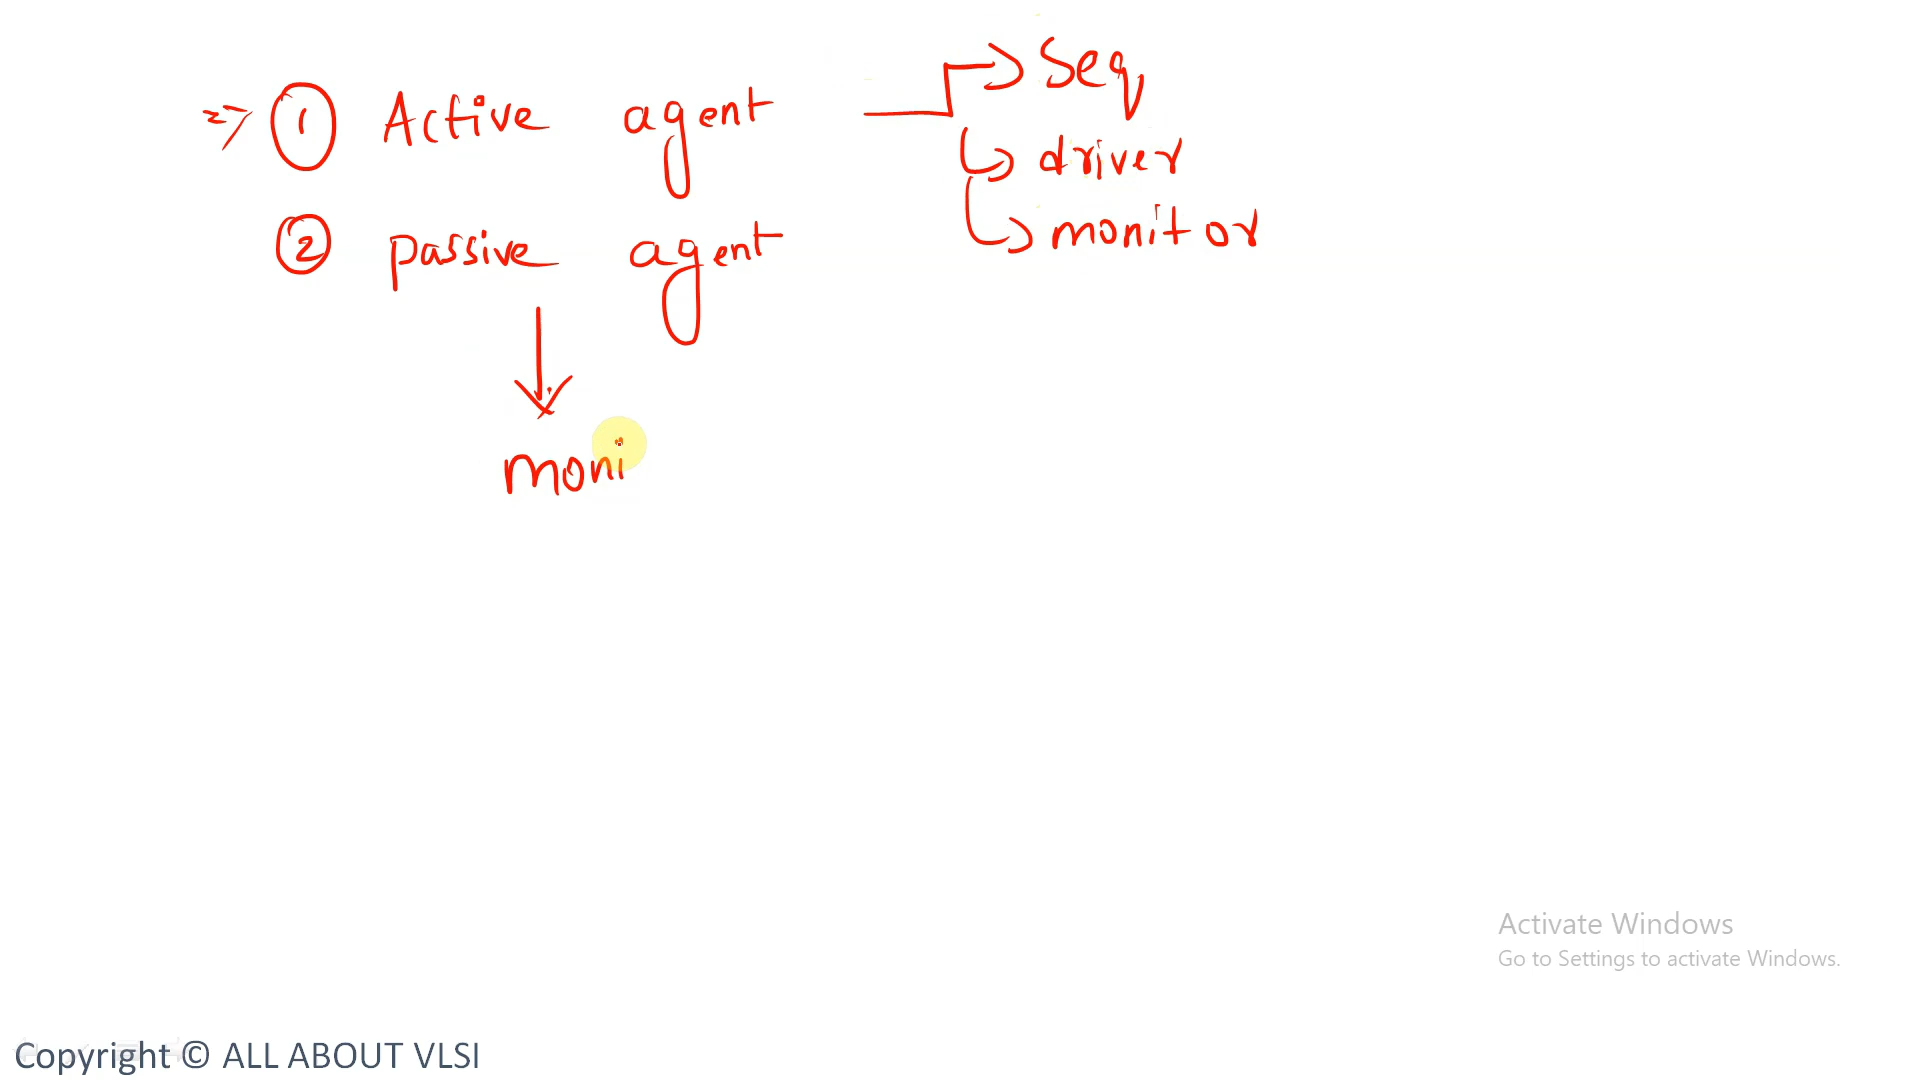 => 1 Active agent → Seq
↳ driver
↳ monitor
2 passive agent
↓
moni
Activate Windows
Go to Settings to activate Windows.
Copyright © ALL ABOUT VLSI